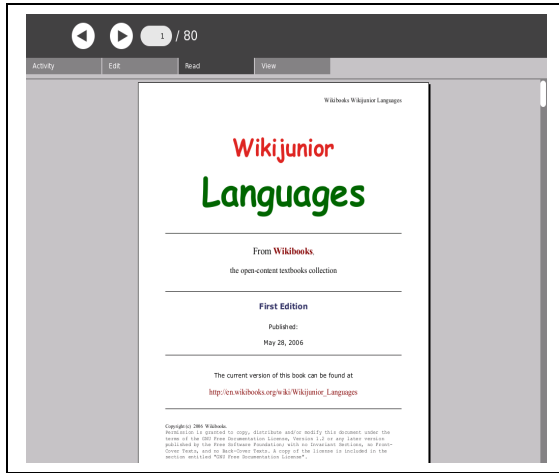 1 / 80
Activity Edit Read View
Wikibooks Wikijunior Languages
Wikijunior
Languages
From Wikibooks,
the open-content textbooks collection
First Edition
Published:
May 28, 2006
The current version of this book can be found at
http://en.wikibooks.org/wiki/Wikijunior_Languages
Copyright (c) 2006 Wikibooks.
Permission is granted to copy, distribute and/or modify this document under the
terms of the GNU Free Documentation License, Version 1.2 or any later version
published by the Free Software Foundation; with no Invariant Sections, no Front-
Cover Texts, and no Back-Cover Texts. A copy of the license is included in the
section entitled "GNU Free Documentation License".